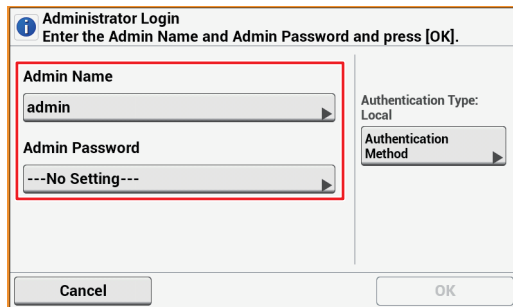 Administrator Login
Enter the Admin Name and Admin Password and press [OK].
Admin Name
admin
Admin Password
---No Setting---
Authentication Type:
Local
Authentication
Method
Cancel
OK